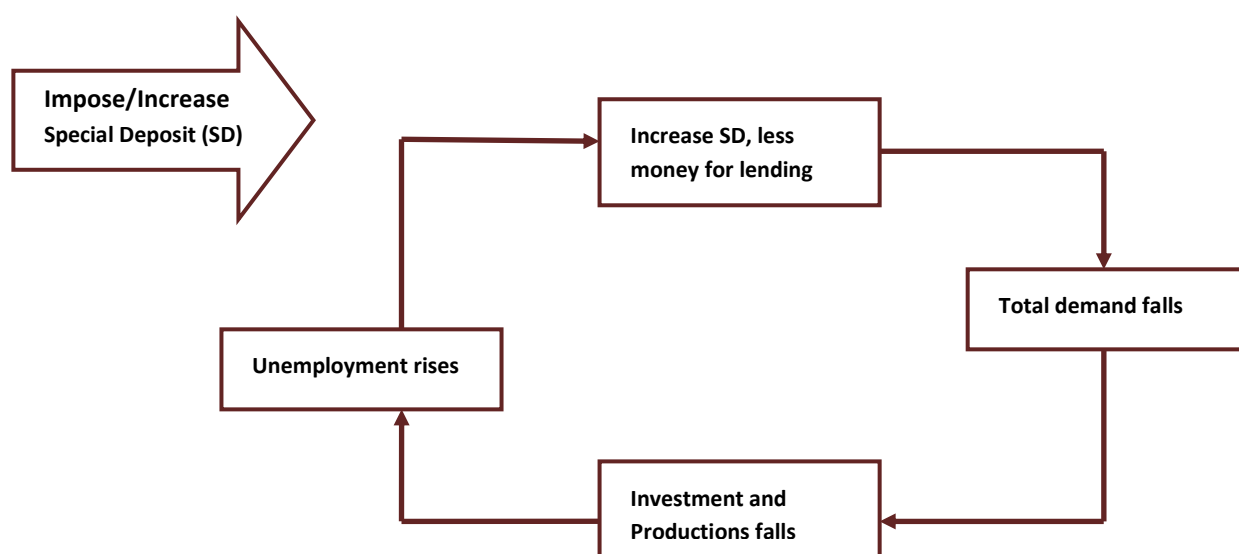 Impose/Increase
Special Deposit (SD)
Increase SD, less
money for lending
Total demand falls
Unemployment rises
Investment and
Productions falls